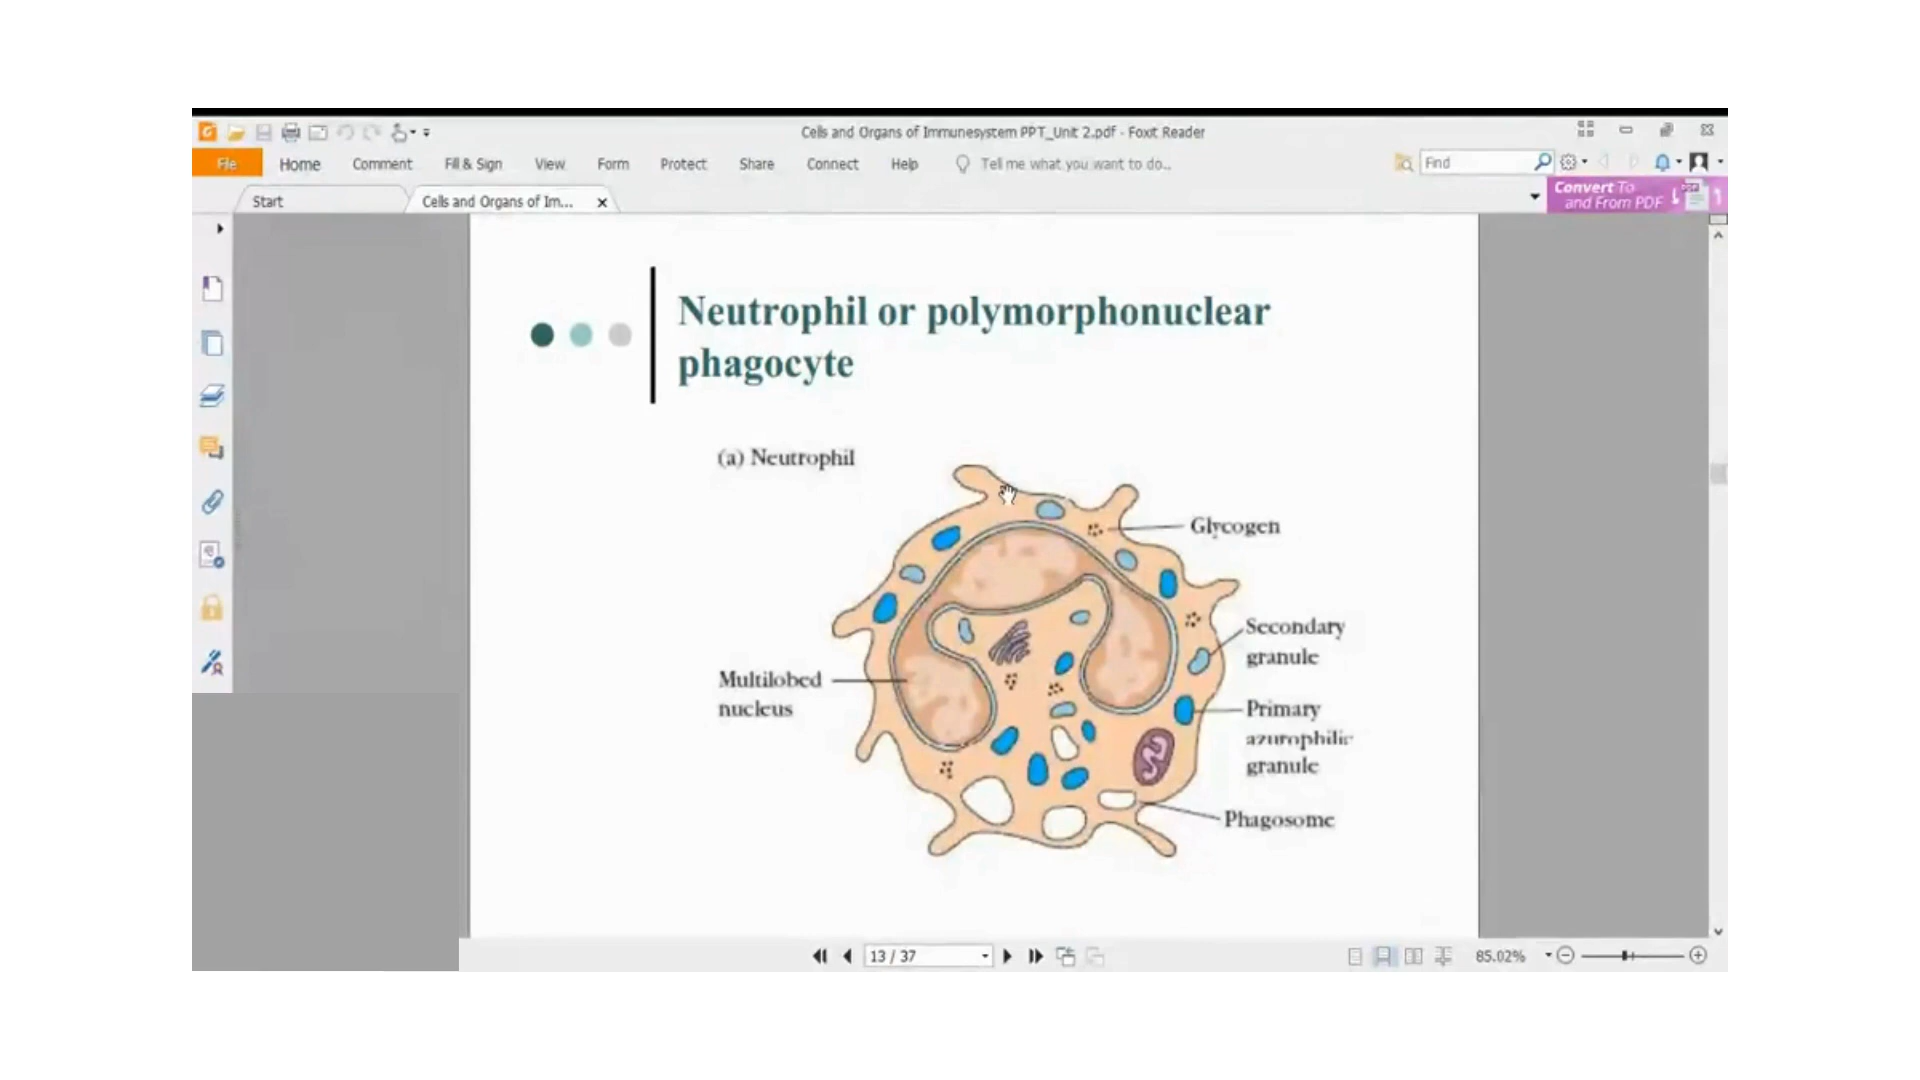 Cells and Organs of Immunesystem PPT_Unit 2.pdf - Foxit Reader
File Home Comment Fill & Sign View Form Protect Share Connect Help Tell me what you want to do.. Find
Start Cells and Organs of Im... Convert To
and From PDF
Neutrophil or polymorphonuclear
phagocyte
(a) Neutrophil
Glycogen
Secondary
granule
Multilobed
nucleus
Primary
azurophilic
granule
Phagosome
13 / 37 85.02%